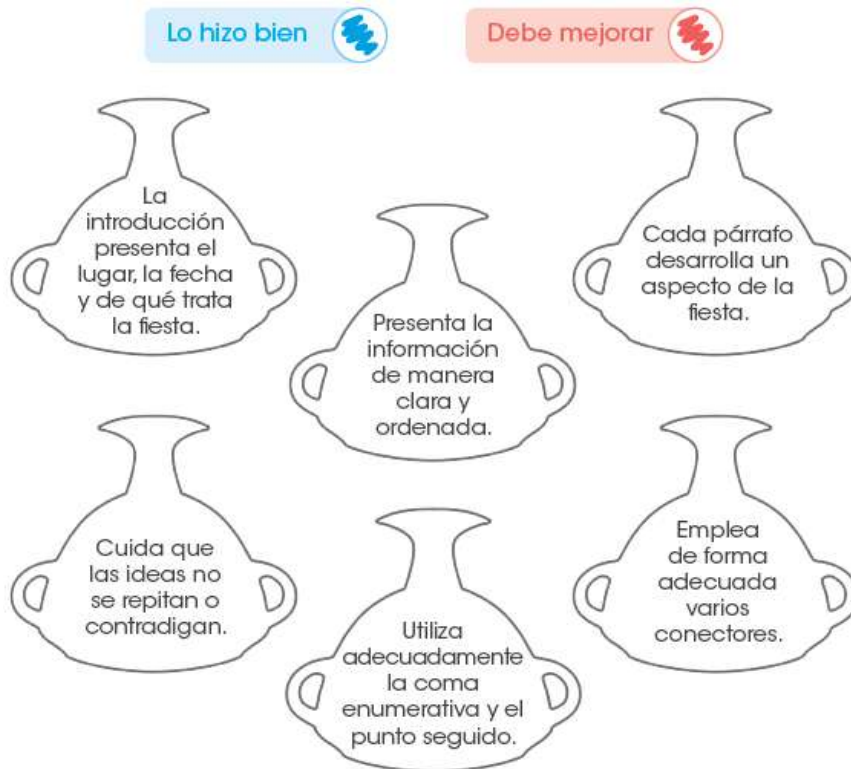 Lo hizo bien
Debe mejorar
La
introducción
presenta el
lugar, la fecha
y de qué trata
la fiesta.
Presenta la
información
de manera
clara y
ordenada.
Cada párrafo
desarrolla un
aspecto de la
fiesta.
Cuida que
las ideas no
se repitan o
contradigan.
Utiliza
adecuadamente
la coma
enumerativa y el
punto seguido.
Emplea
de forma
adecuada
varios
conectores.